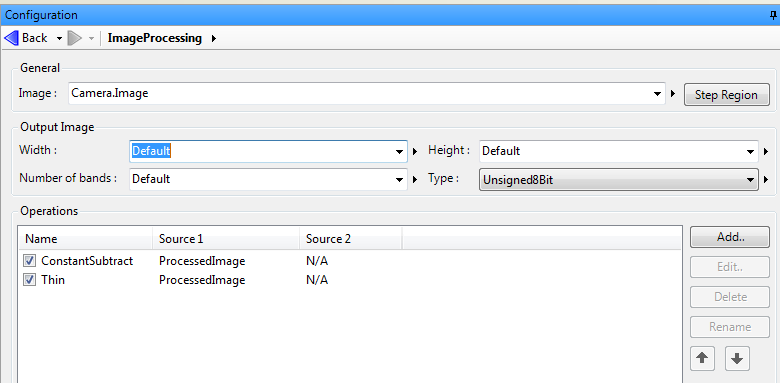 Configuration
Back ImageProcessing
General
Image : Camera.Image Step Region
Output Image
Width : Default Height : Default
Number of bands : Default Type : Unsigned8Bit
Operations
Name Source 1 Source 2 Add..
ConstantSubtract ProcessedImage N/A Edit..
Thin ProcessedImage N/A
Delete
Rename